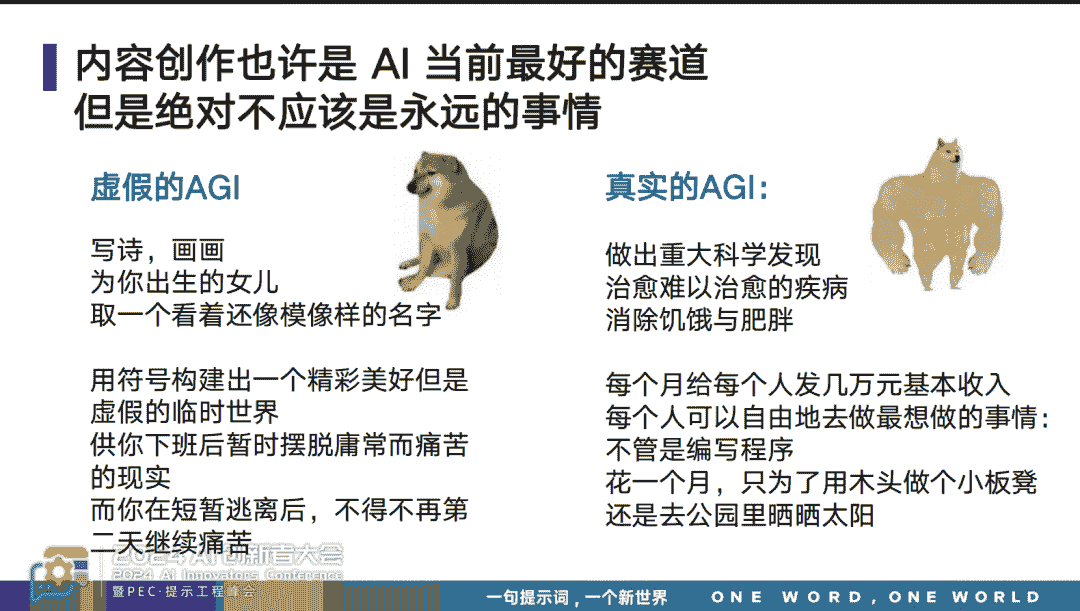 内容创作也许是 AI 当前最好的赛道
但是绝对不应该是永远的事情
虚假的AGI
写诗，画画
为你出生的女儿
取一个看着还像模像样的名字
用符号构建出一个精彩美好但是
虚假的临时世界
供你下班后暂时摆脱庸常而痛苦
的现实
而你在短暂逃离后，不得不再第
二天继续痛苦
真实的AGI：
做出重大科学发现
治愈难以治愈的疾病
消除饥饿与肥胖
每个月给每个人发几万元基本收入
每个人可以自由地去做最想做的事情：
不管是编写程序
花一个月，只为了用木头做个小板凳
还是去公园里晒晒太阳
2024 AI创新者大会
2024 AI Innovators Conference
暨PEC·提示工程峰会
一句提示词，一个新世界
ONE WORD, ONE WORLD